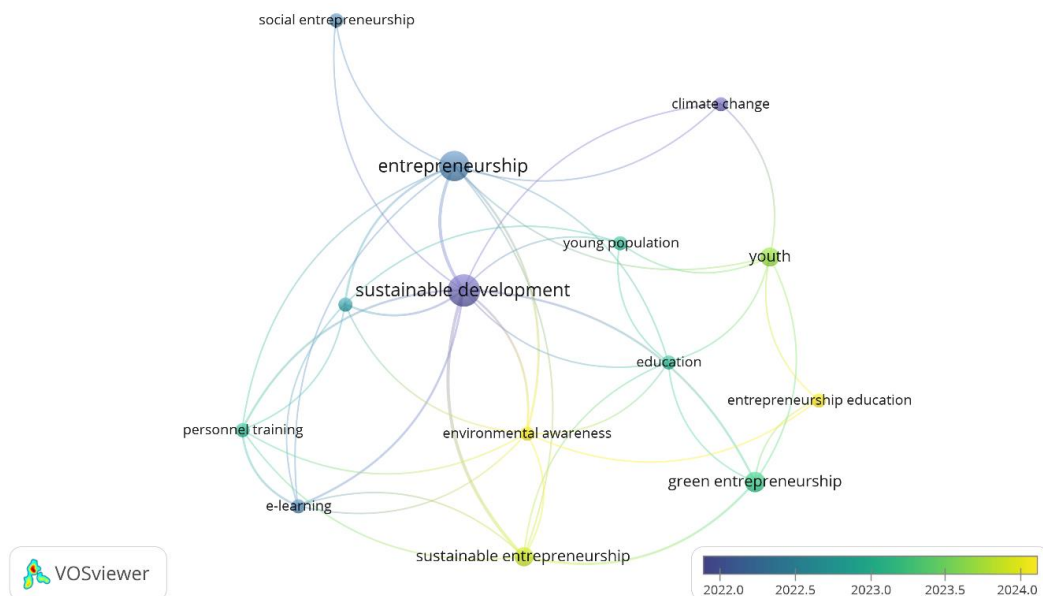 social entrepreneurship
climate change
entrepreneurship
young population
youth
sustainable development
education
entrepreneurship education
personnel training
environmental awareness
green entrepreneurship
e-learning
sustainable entrepreneurship
VOSviewer
2022.0 2022.5 2023.0 2023.5 2024.0